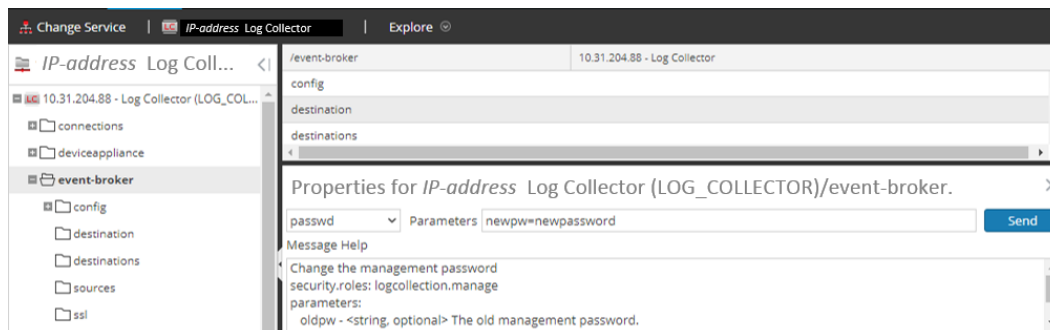 Change Service | LC IP-address Log Collector | Explore
IP-address Log Coll...
/event-broker 10.31.204.88 - Log Collector
config
LC 10.31.204.88 - Log Collector (LOG_COL...
destination
connections
destinations
deviceappliance
event-broker
Properties for IP-address Log Collector (LOG_COLLECTOR)/event-broker.
config
passwd Parameters newpw=newpassword Send
destination
Message Help
destinations
Change the management password
sources
security.roles: logcollection.manage
parameters:
ssl
oldpw - <string, optional> The old management password.